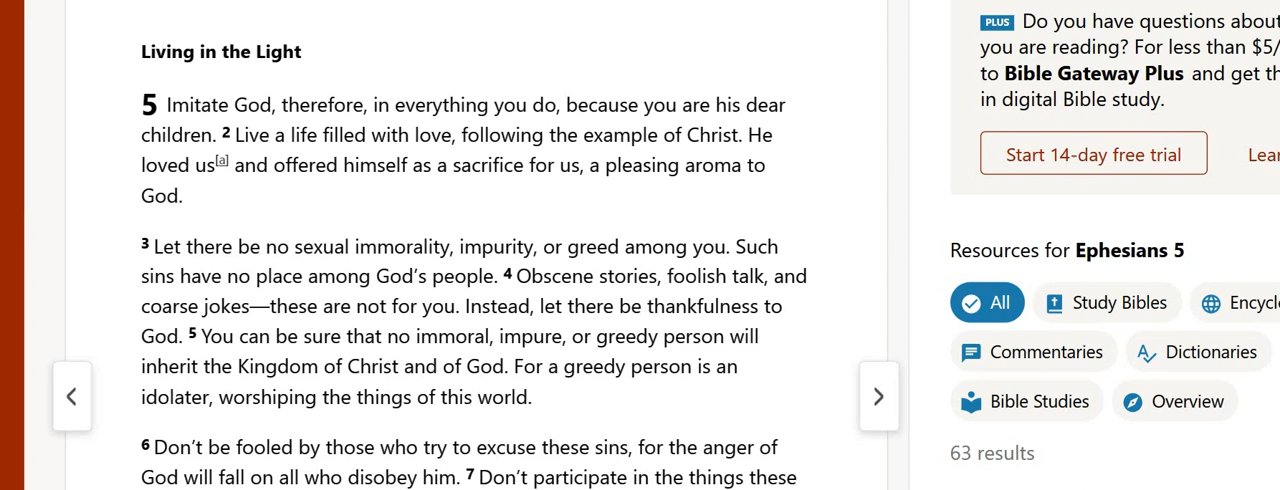 Living in the Light
5 Imitate God, therefore, in everything you do, because you are his dear
children. 2 Live a life filled with love, following the example of Christ. He
loved us[a] and offered himself as a sacrifice for us, a pleasing aroma to
God.
3 Let there be no sexual immorality, impurity, or greed among you. Such
sins have no place among God’s people. 4 Obscene stories, foolish talk, and
coarse jokes—these are not for you. Instead, let there be thankfulness to
God. 5 You can be sure that no immoral, impure, or greedy person will
inherit the Kingdom of Christ and of God. For a greedy person is an
idolater, worshiping the things of this world.
6 Don’t be fooled by those who try to excuse these sins, for the anger of
God will fall on all who disobey him. 7 Don’t participate in the things these
PLUS Do you have questions about
you are reading? For less than $5/
to Bible Gateway Plus and get th
in digital Bible study.
Start 14-day free trial
Lear
Resources for Ephesians 5
All
Study Bibles
Encycl
Commentaries
Dictionaries
Bible Studies
Overview
63 results